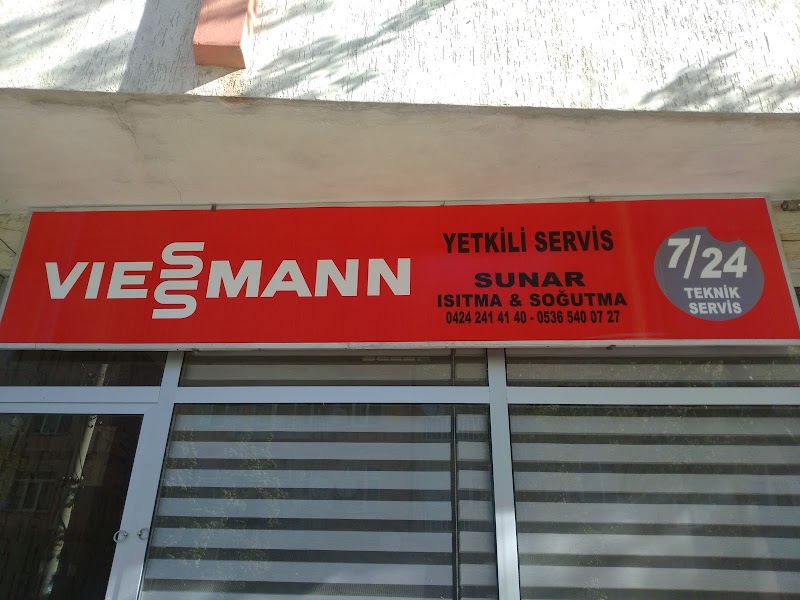 VIESSMANN
YETKİLİ SERVİS
SUNAR
ISITMA & SOĞUTMA
0424 241 41 40 - 0536 540 07 27
7/24
TEKNİK
SERVİS